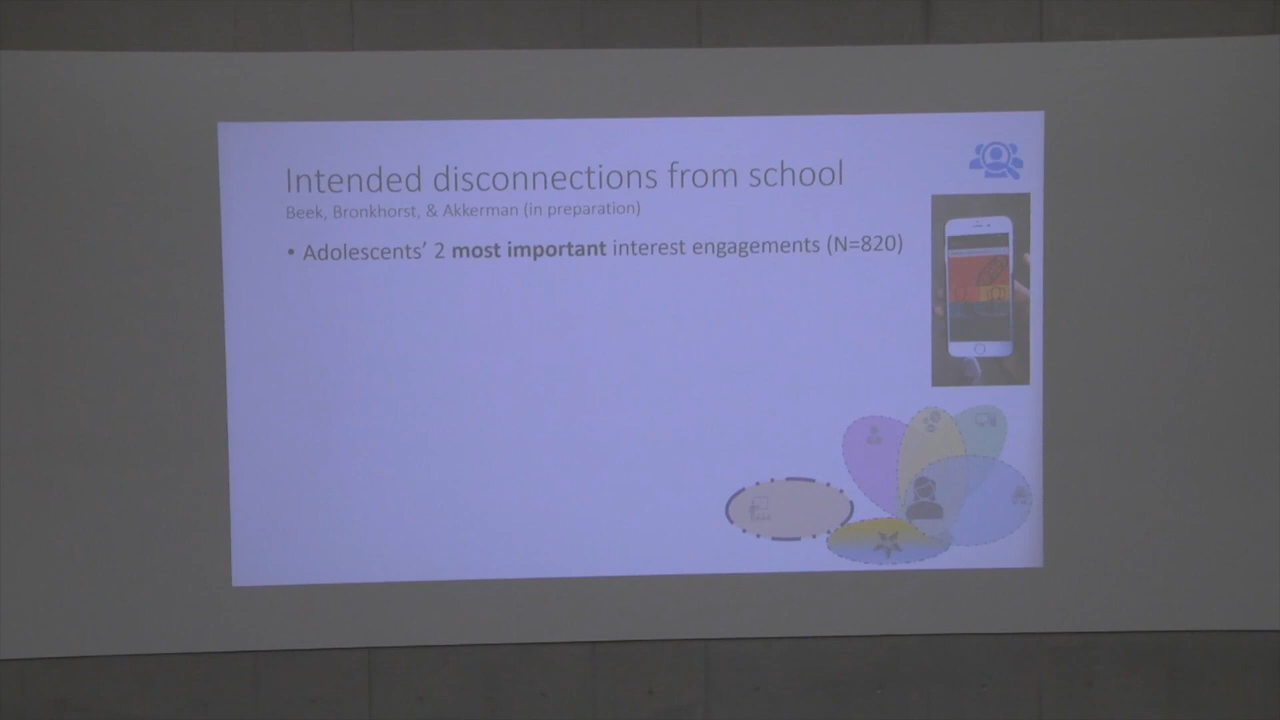 Intended disconnections from school
Beek, Bronkhorst, & Akkerman (in preparation)
• Adolescents' 2 most important interest engagements (N=820)